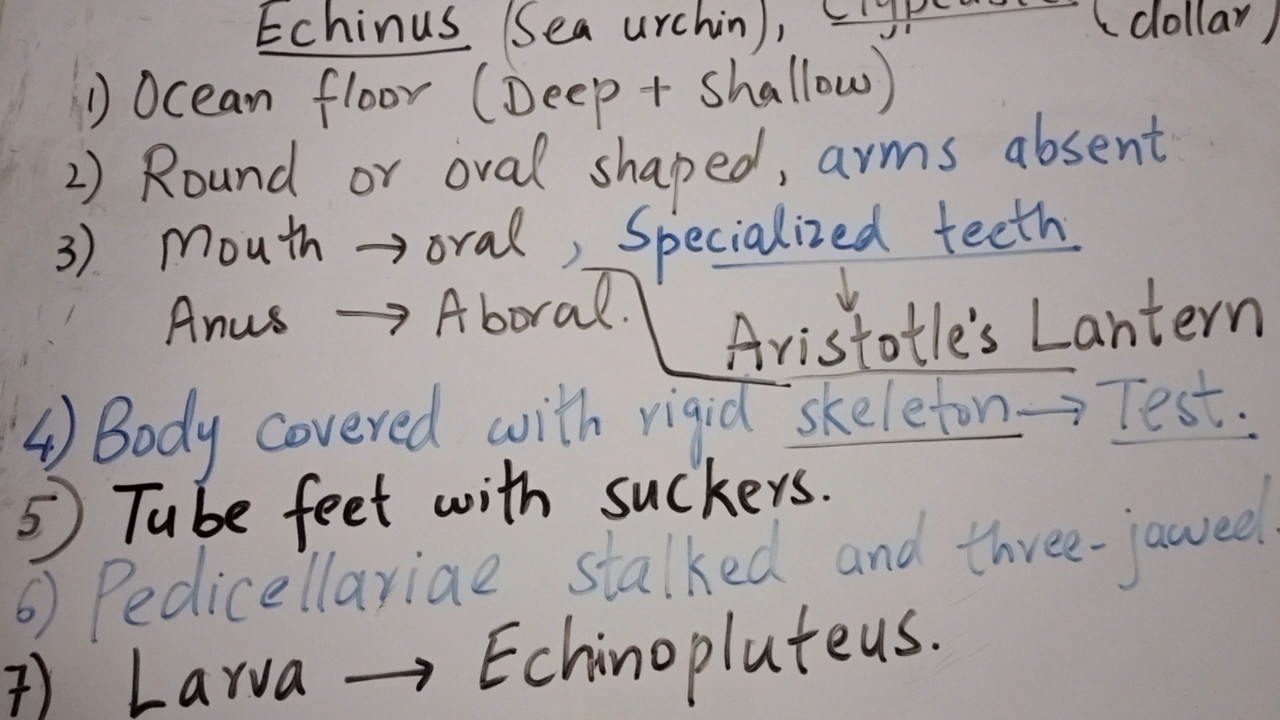 Echinus (Sea urchin), (dollar)
1) Ocean floor (Deep + Shallow)
2) Round or oral shaped, arms absent
3) Mouth → oral , Specialized teeth
Anus → Aboral. ↓ Aristotle's Lantern
4) Body covered with rigid skeleton → Test.
5) Tube feet with suckers.
6) Pedicellariae stalked and three-jawed.
7) Larva → Echinopluteus.